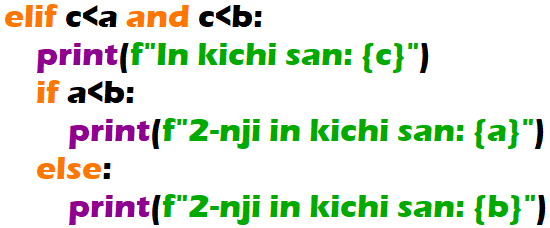 elif c<a and c<b:
print(f"In kichi san: {c}")
if a<b:
print(f"2-nji in kichi san: {a}")
else:
print(f"2-nji in kichi san: {b}")